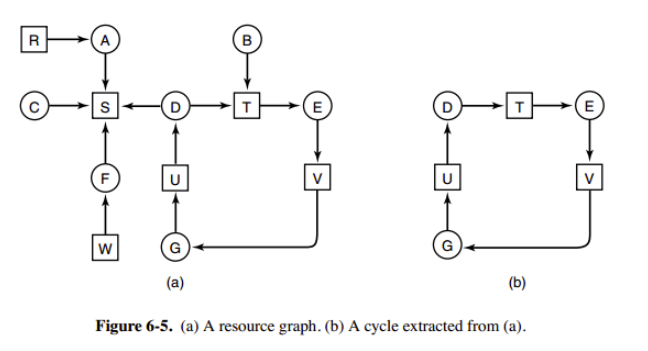 R A B
C S D T E D T E
F U V U V
W G G
(a) (b)
Figure 6-5. (a) A resource graph. (b) A cycle extracted from (a).